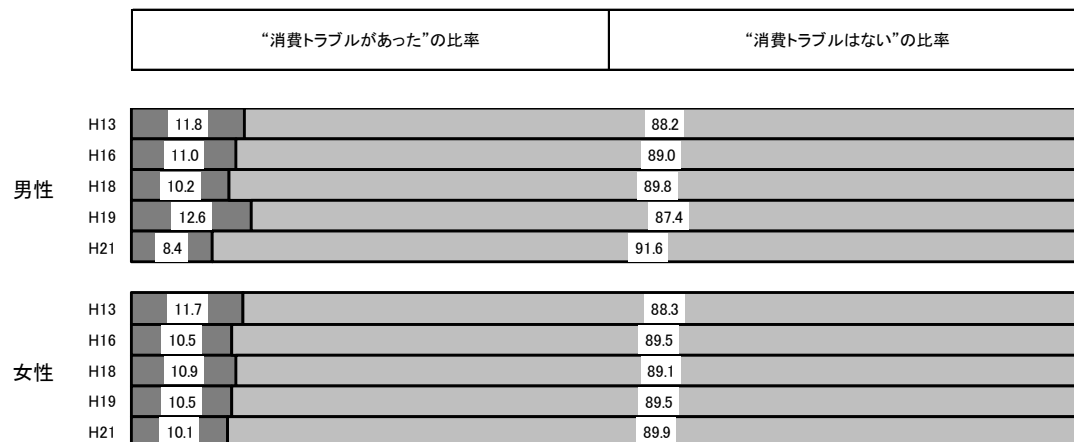 “消費トラブルがあった”の比率 “消費トラブルはない”の比率
男性
H13 11.8 88.2
H16 11.0 89.0
H18 10.2 89.8
H19 12.6 87.4
H21 8.4 91.6
女性
H13 11.7 88.3
H16 10.5 89.5
H18 10.9 89.1
H19 10.5 89.5
H21 10.1 89.9